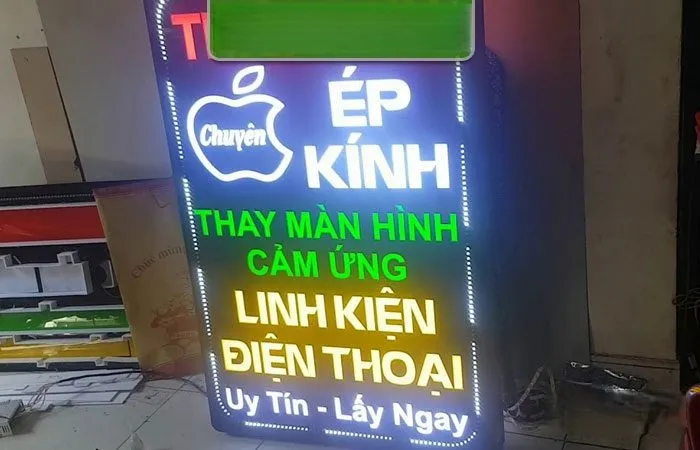 Chuyên
ÉP
KÍNH
THAY MÀN HÌNH
CẢM ỨNG
LINH KIỆN
ĐIỆN THOẠI
Uy Tín - Lấy Ngay